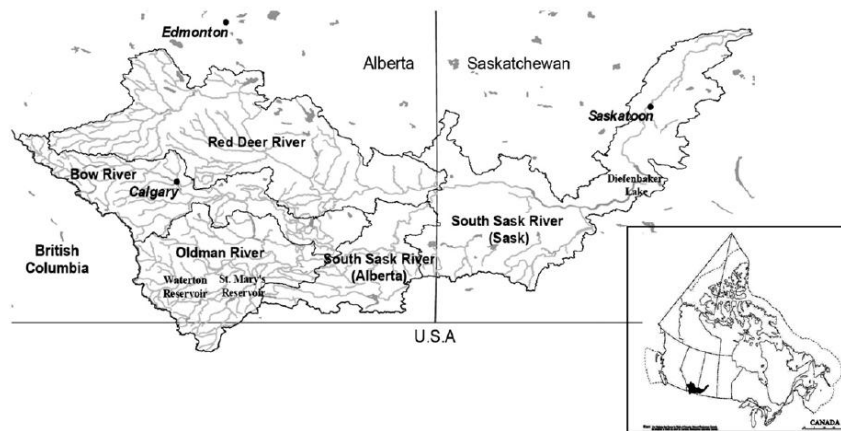 Edmonton
Alberta
Saskatchewan
Saskatoon
Red Deer River
Bow River
Calgary
Diefenbaker
Lake
South Sask River
(Sask)
British
Columbia
Oldman River
South Sask River
(Alberta)
Waterton
Reservoir
St. Mary's
Reservoir
U.S.A
CANADA